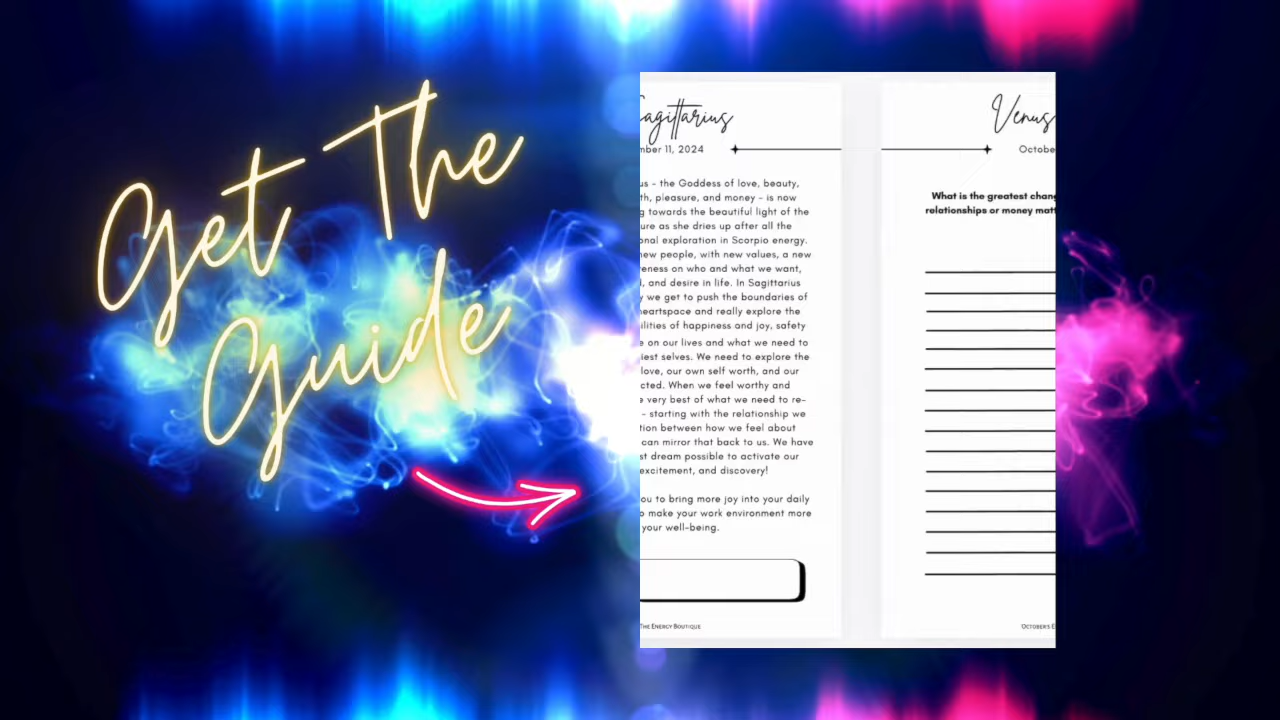 Get The
Guide
agittarius
mber 11, 2024
us - the Goddess of love, beauty,
th, pleasure, and money - is now
g towards the beautiful light of the
ure as she dries up after all the
onal exploration in Scorpio energy.
new people, with new values, a new
eness on who and what we want,
, and desire in life. In Sagittarius
y we get to push the boundaries of
heartspace and really explore the
ilities of happiness and joy, safety
e on our lives and what we need to
iest selves. We need to explore the
love, our own self worth, and our
cted. When we feel worthy and
e very best of what we need to re-
- starting with the relationship we
tion between how we feel about
can mirror that back to us. We have
st dream possible to activate our
excitement, and discovery!
ou to bring more joy into your daily
o make your work environment more
your well-being.
The Energy Boutique
Venus
Octobe
What is the greatest chang
relationships or money matt
October's E